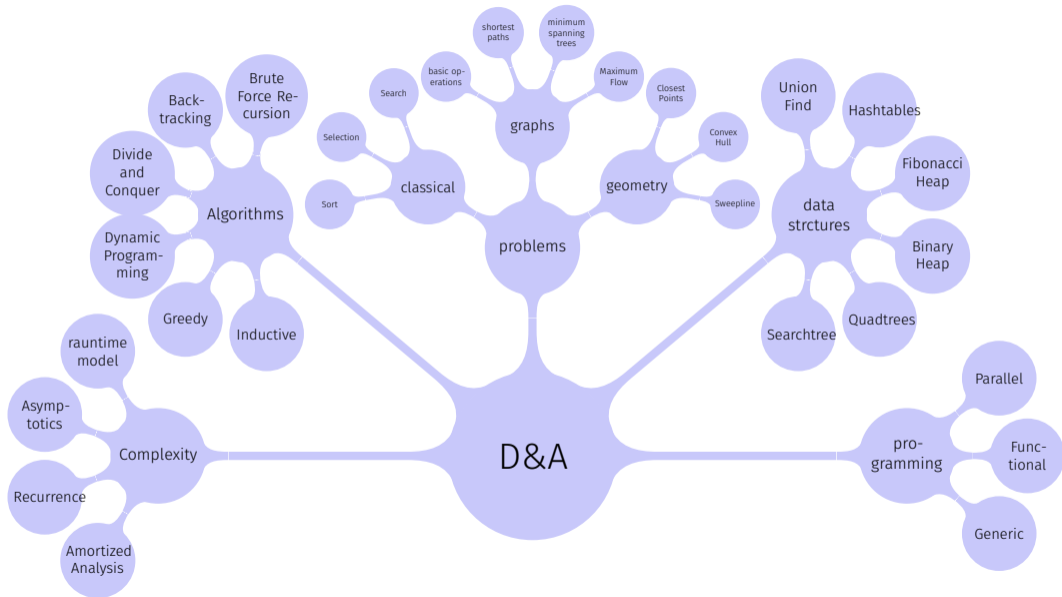 D&A
Complexity
rauntime
model
Asymp-
totics
Recurrence
Amortized
Analysis
Algorithms
Brute
Force Re-
cursion
Back-
tracking
Divide
and
Conquer
Dynamic
Program-
ming
Greedy
Inductive
problems
classical
Search
Selection
Sort
graphs
basic op-
erations
shortest
paths
minimum
spanning
trees
Maximum
Flow
geometry
Closest
Points
Convex
Hull
Sweepline
data
strctures
Union
Find
Hashtables
Fibonacci
Heap
Binary
Heap
Quadtrees
Searchtree
pro-
gramming
Parallel
Func-
tional
Generic